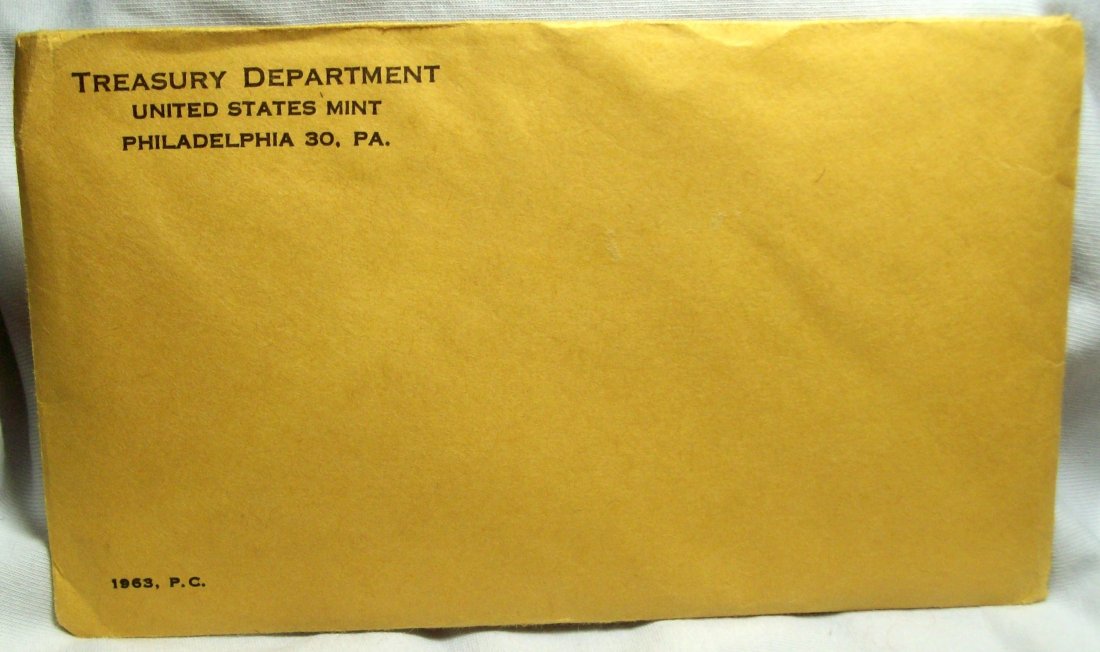 TREASURY DEPARTMENT
UNITED STATES MINT
PHILADELPHIA 30, PA.
1963, P.C.